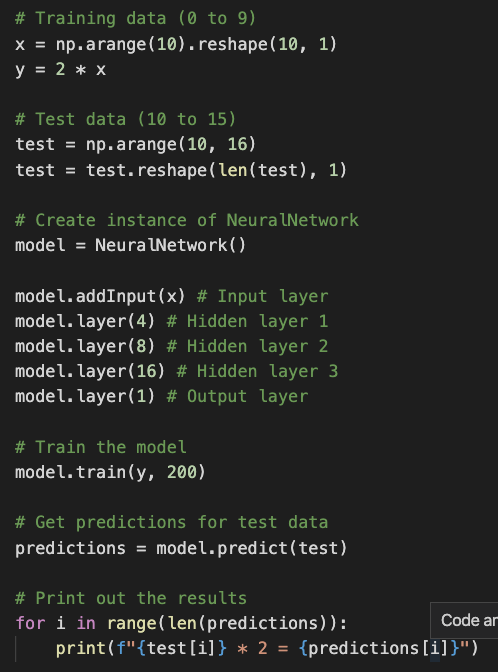 # Training data (0 to 9)
x = np.arange(10).reshape(10, 1)
y = 2 * x
# Test data (10 to 15)
test = np.arange(10, 16)
test = test.reshape(len(test), 1)
# Create instance of NeuralNetwork
model = NeuralNetwork()
model.addInput(x) # Input layer
model.layer(4) # Hidden layer 1
model.layer(8) # Hidden layer 2
model.layer(16) # Hidden layer 3
model.layer(1) # Output layer
# Train the model
model.train(y, 200)
# Get predictions for test data
predictions = model.predict(test)
# Print out the results
for i in range(len(predictions)):
    print(f"{test[i]} * 2 = {predictions[i]}")
Code ar